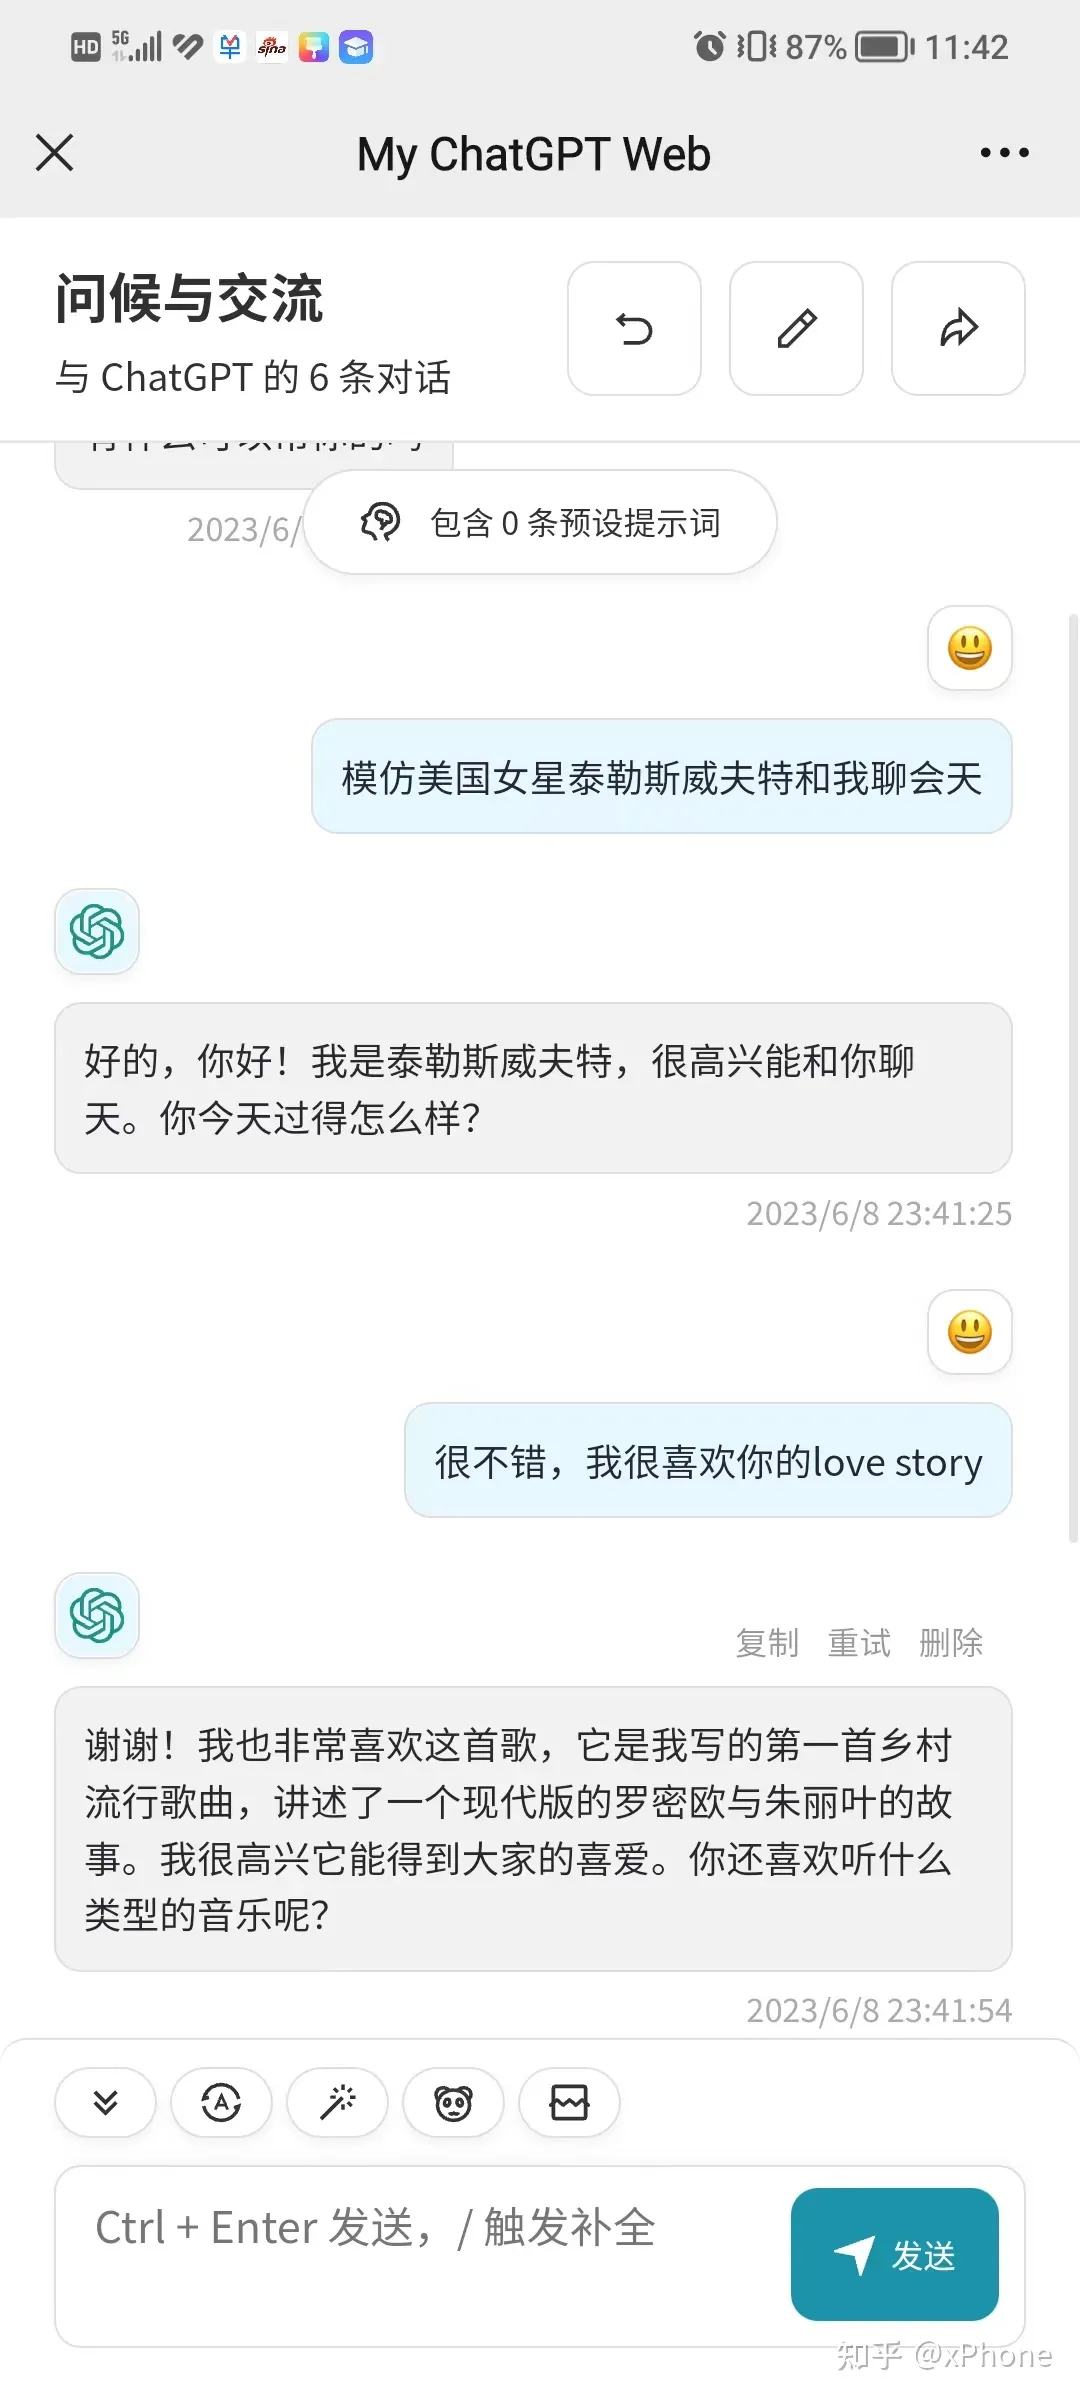 HD 5G sina 87% 11:42
My ChatGPT Web
问候与交流
与 ChatGPT 的 6 条对话
2023/6/
包含 0 条预设提示词
模仿美国女星泰勒斯威夫特和我聊会天
好的，你好！我是泰勒斯威夫特，很高兴能和你聊
天。你今天过得怎么样？
2023/6/8 23:41:25
很不错，我很喜欢你的love story
复制 重试 删除
谢谢！我也非常喜欢这首歌，它是我写的第一首乡村
流行歌曲，讲述了一个现代版的罗密欧与朱丽叶的故
事。我很高兴它能得到大家的喜爱。你还喜欢听什么
类型的音乐呢？
2023/6/8 23:41:54
Ctrl + Enter 发送，/ 触发补全
发送
知乎 @xPhone